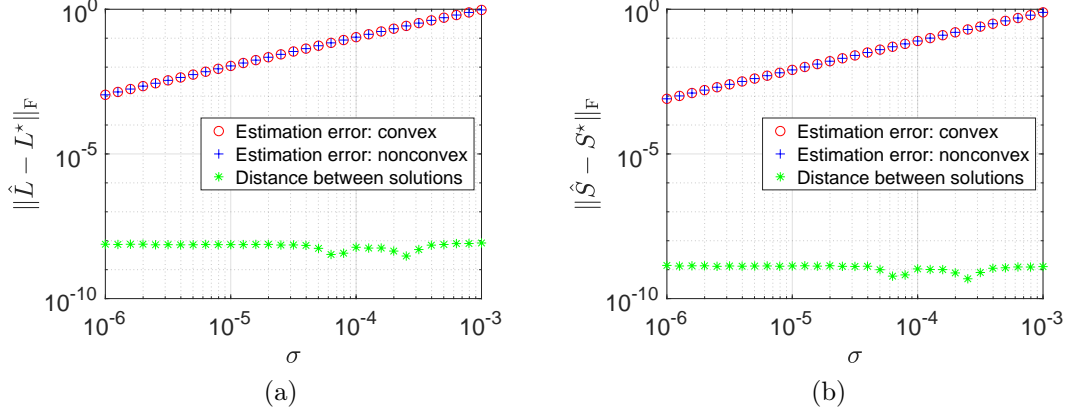 10^0
10^-5
10^-10
‖L̂ − L⋆‖_F
Estimation error: convex
Estimation error: nonconvex
Distance between solutions
10^-6 10^-5 10^-4 10^-3
σ
(a)
10^0
10^-5
10^-10
‖Ŝ − S⋆‖_F
Estimation error: convex
Estimation error: nonconvex
Distance between solutions
10^-6 10^-5 10^-4 10^-3
σ
(b)